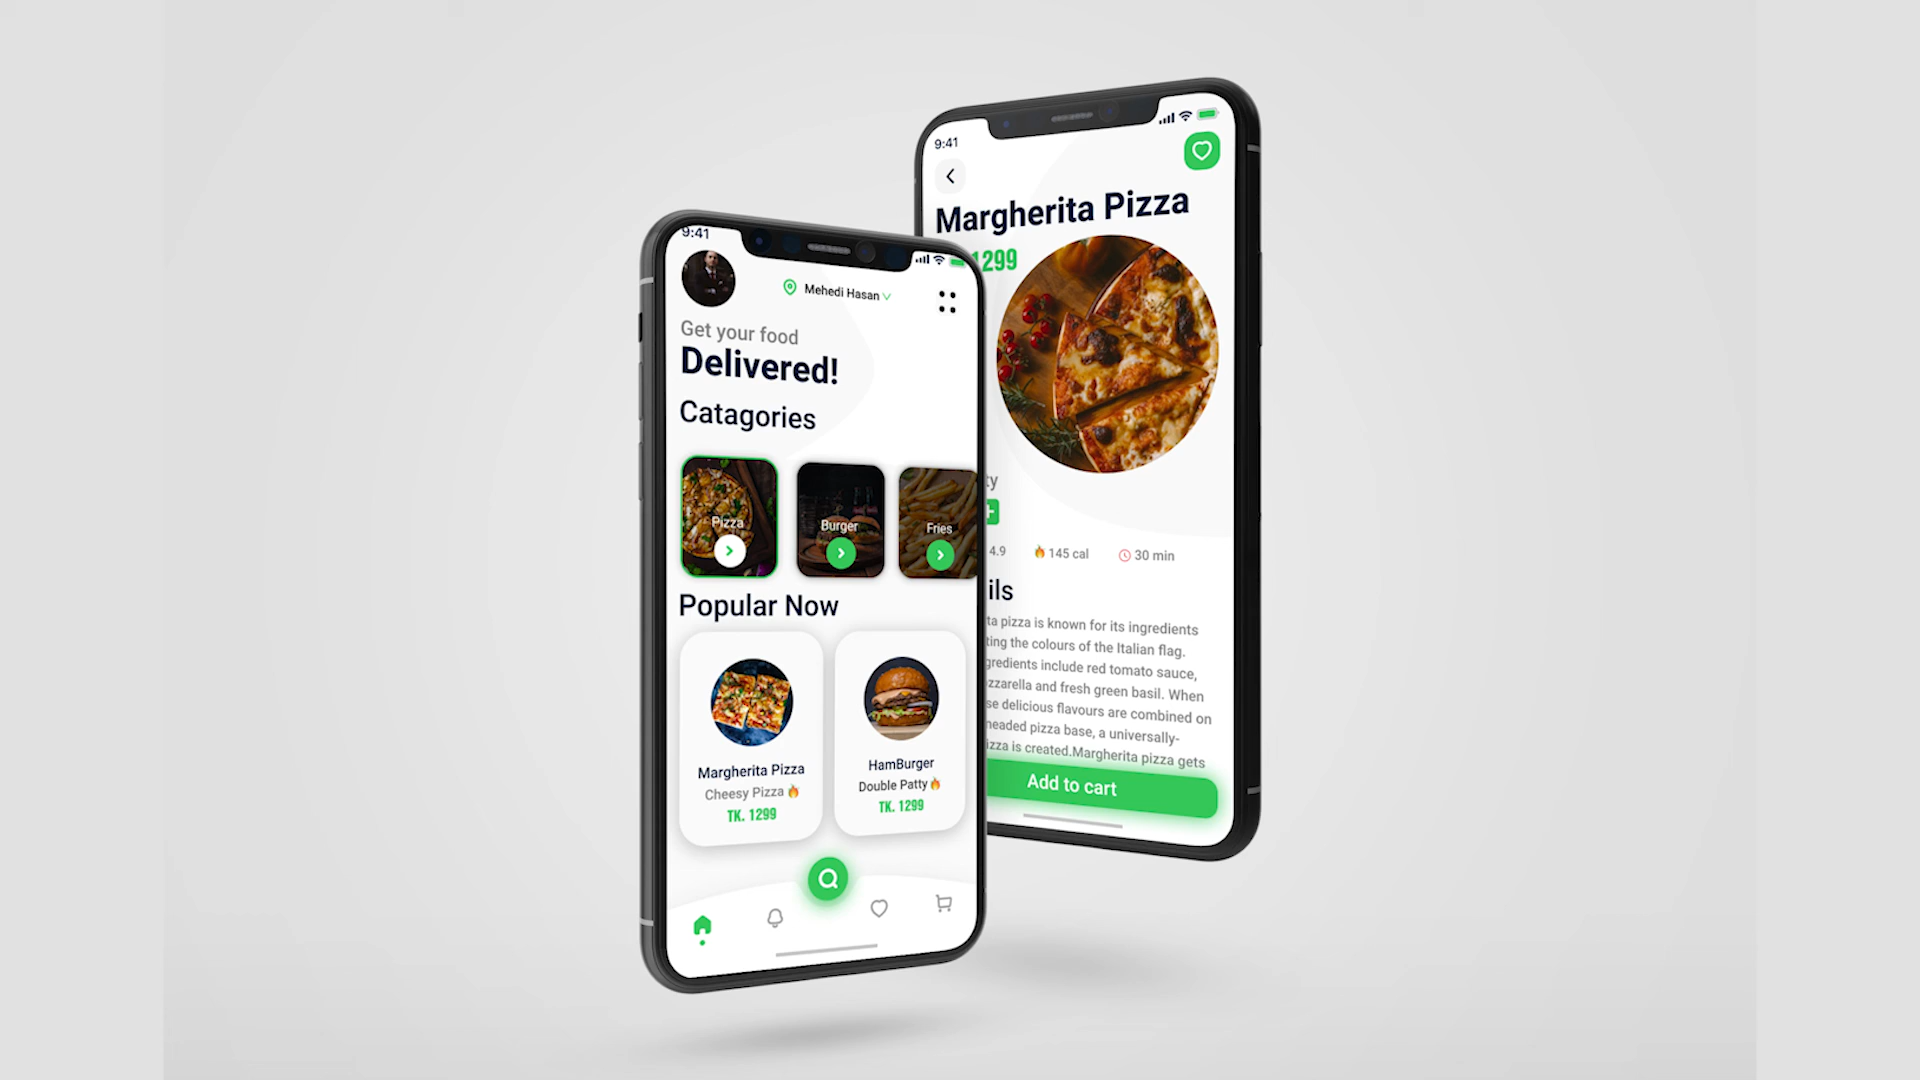 9:41
Mehedi Hasan
Get your food
Delivered!
Catagories
Pizza
Burger
Fries
Popular Now
Margherita Pizza
Cheesy Pizza
TK. 1299
HamBurger
Double Patty
TK. 1299
9:41
Margherita Pizza
1299
ty
4.9
145 cal
30 min
ils
ta pizza is known for its ingredients
ting the colours of the Italian flag.
gredients include red tomato sauce,
zzarella and fresh green basil. When
se delicious flavours are combined on
neaded pizza base, a universally-
izza is created.Margherita pizza gets
Add to cart